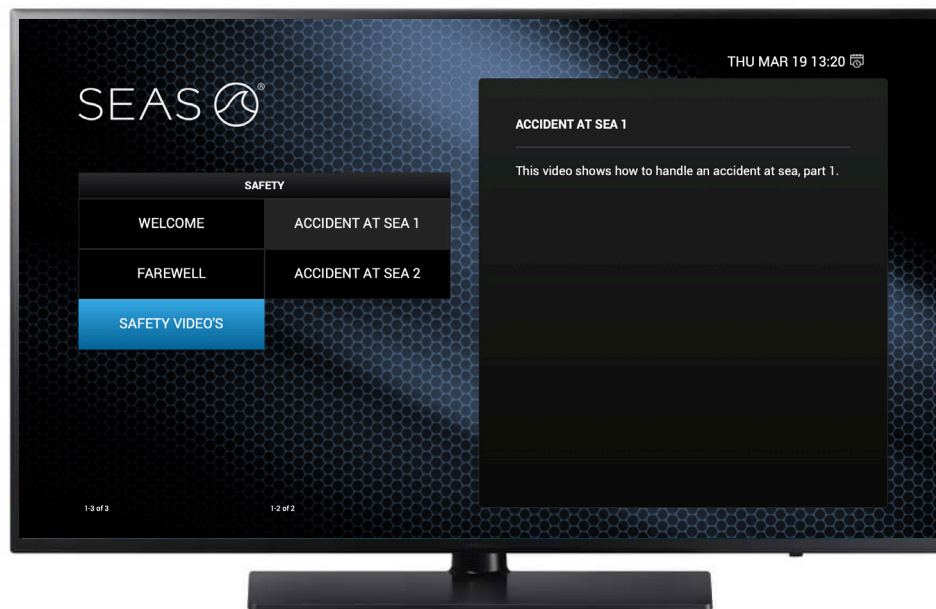 THU MAR 19 13:20
SEAS ®
SAFETY
WELCOME
FAREWELL
SAFETY VIDEO'S
ACCIDENT AT SEA 1
ACCIDENT AT SEA 2
1-3 of 3
1-2 of 2
ACCIDENT AT SEA 1
This video shows how to handle an accident at sea, part 1.